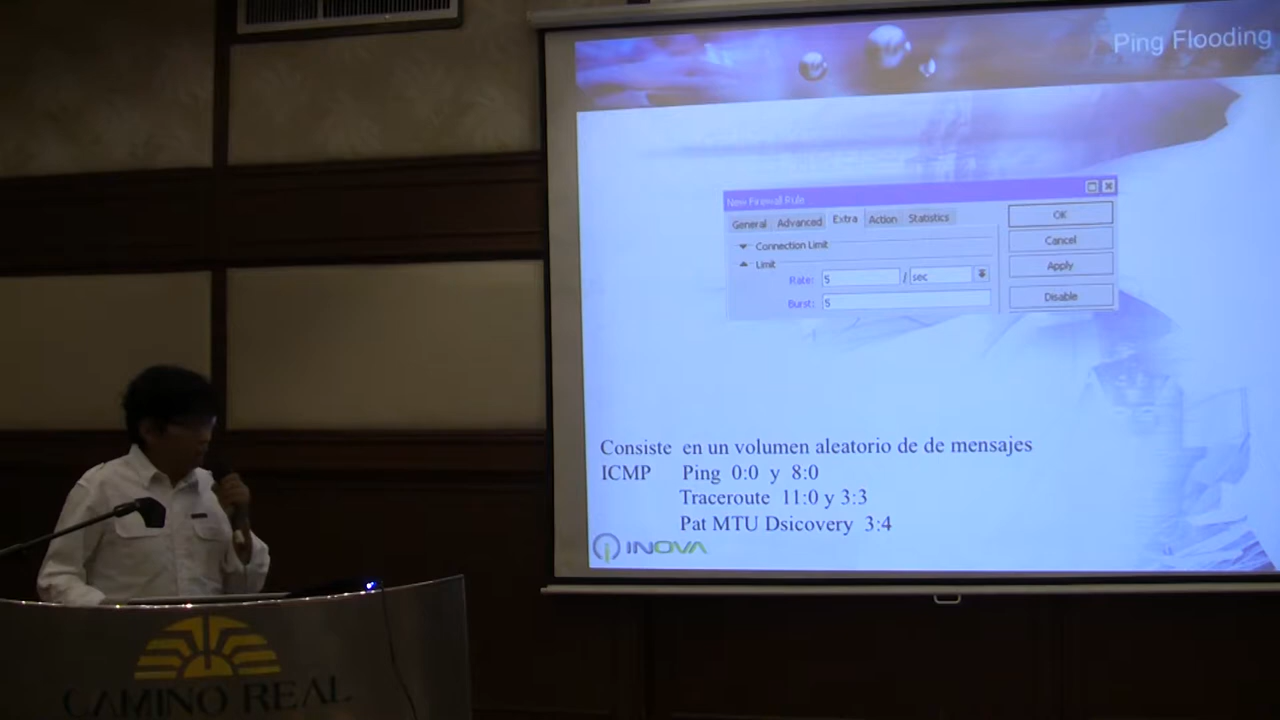 Ping Flooding
New Firewall Rule
General Advanced Extra Action Statistics
Connection Limit
Limit
Rate: 5 / sec
Burst: 5
OK
Cancel
Apply
Disable
Consiste en un volumen aleatorio de de mensajes
ICMP Ping 0:0 y 8:0
Traceroute 11:0 y 3:3
Pat MTU Dsicovery 3:4
INOVA
CAMINO REAL